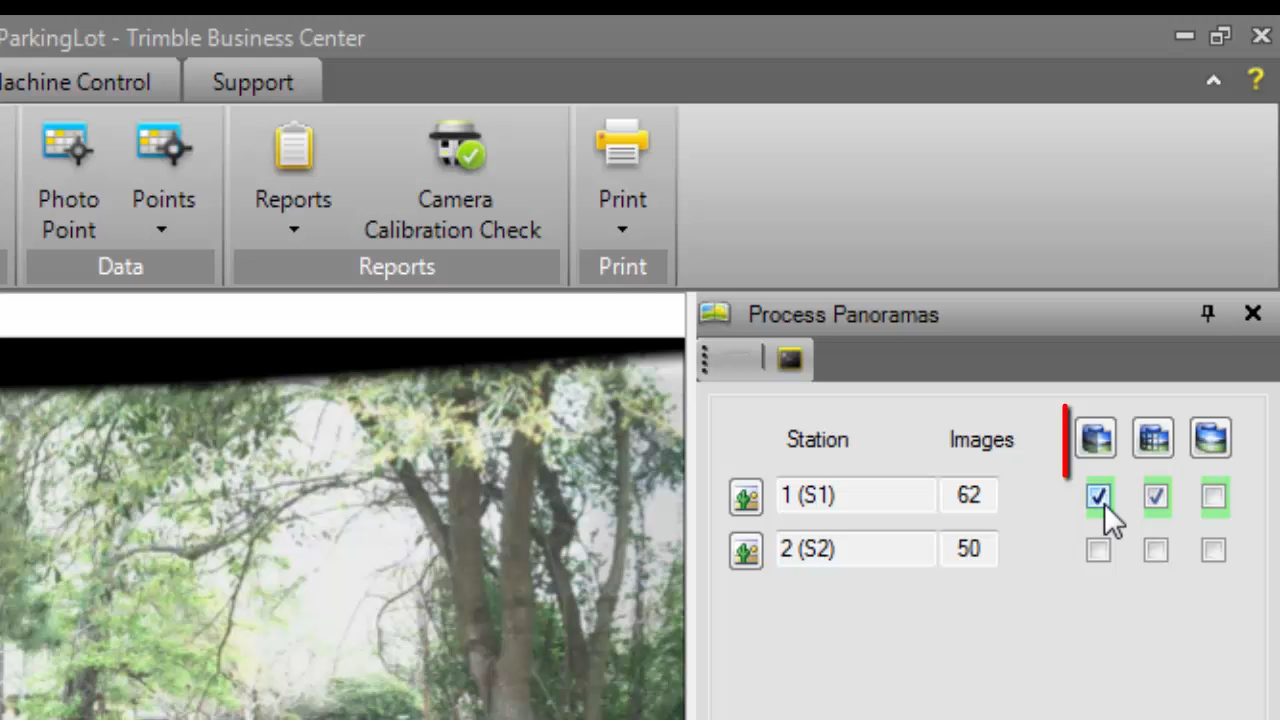 ParkingLot - Trimble Business Center
Machine Control
Support
?
Photo Point
Points
Reports
Camera Calibration Check
Print
Data
Reports
Print
Process Panoramas
Station Images
1 (S1) 62
2 (S2) 50